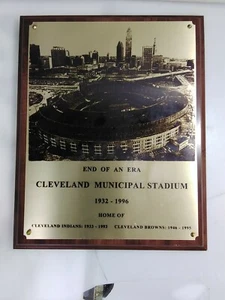 END OF AN ERA
CLEVELAND MUNICIPAL STADIUM
1932 - 1996
HOME OF
CLEVELAND INDIANS: 1932 - 1993 CLEVELAND BROWNS: 1946 - 1995